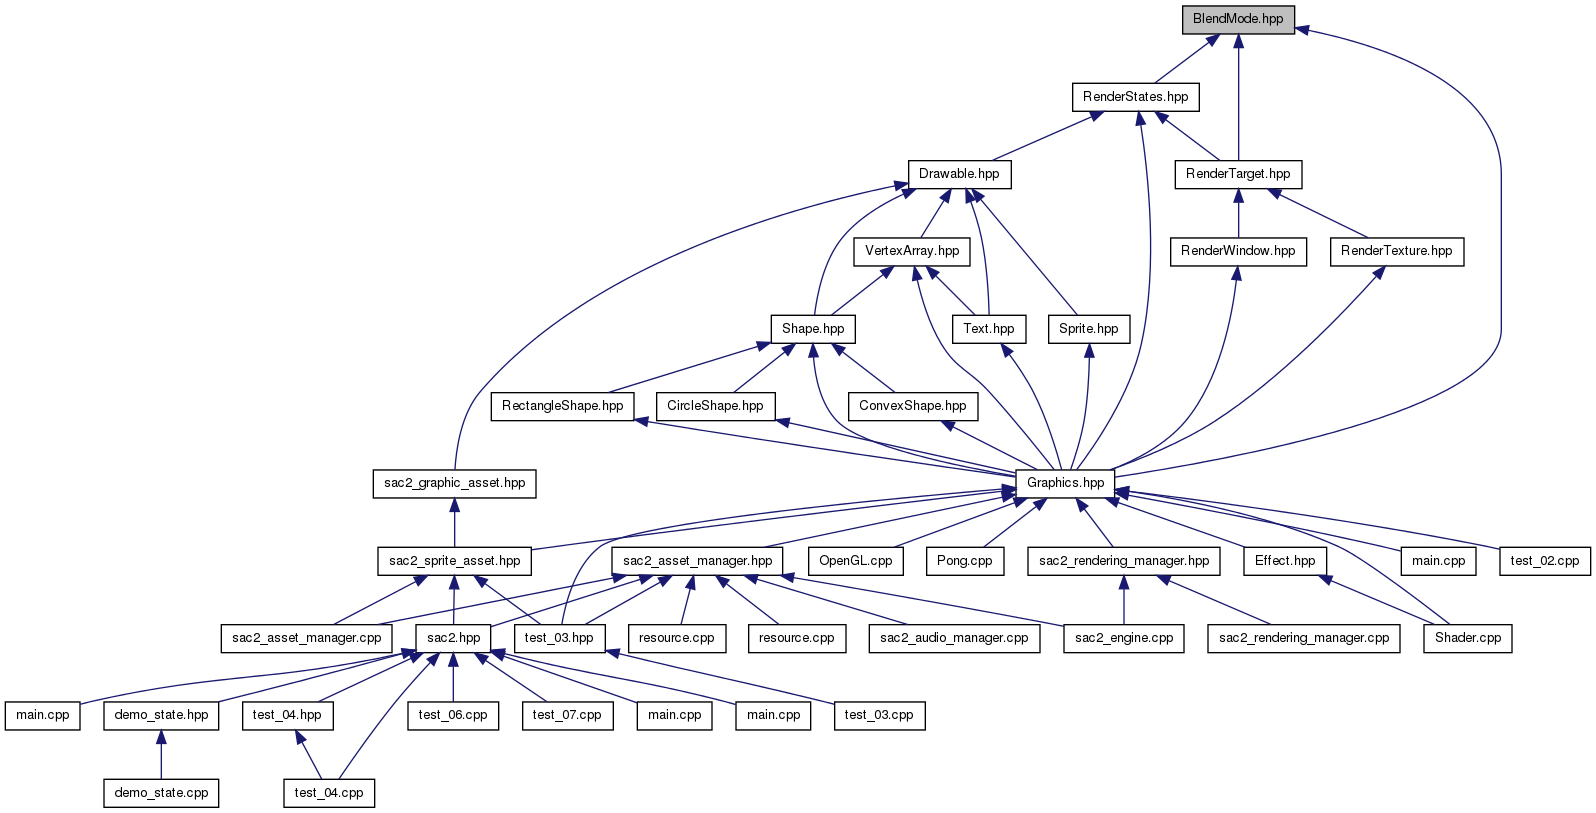 BlendMode.hpp
RenderStates.hpp
Drawable.hpp
RenderTarget.hpp
VertexArray.hpp
RenderWindow.hpp
RenderTexture.hpp
Shape.hpp
Text.hpp
Sprite.hpp
RectangleShape.hpp
CircleShape.hpp
ConvexShape.hpp
sac2_graphic_asset.hpp
Graphics.hpp
sac2_sprite_asset.hpp
sac2_asset_manager.hpp
OpenGL.cpp
Pong.cpp
sac2_rendering_manager.hpp
Effect.hpp
main.cpp
test_02.cpp
sac2_asset_manager.cpp
sac2.hpp
test_03.hpp
resource.cpp
resource.cpp
sac2_audio_manager.cpp
sac2_engine.cpp
sac2_rendering_manager.cpp
Shader.cpp
main.cpp
demo_state.hpp
test_04.hpp
test_06.cpp
test_07.cpp
main.cpp
main.cpp
test_03.cpp
demo_state.cpp
test_04.cpp